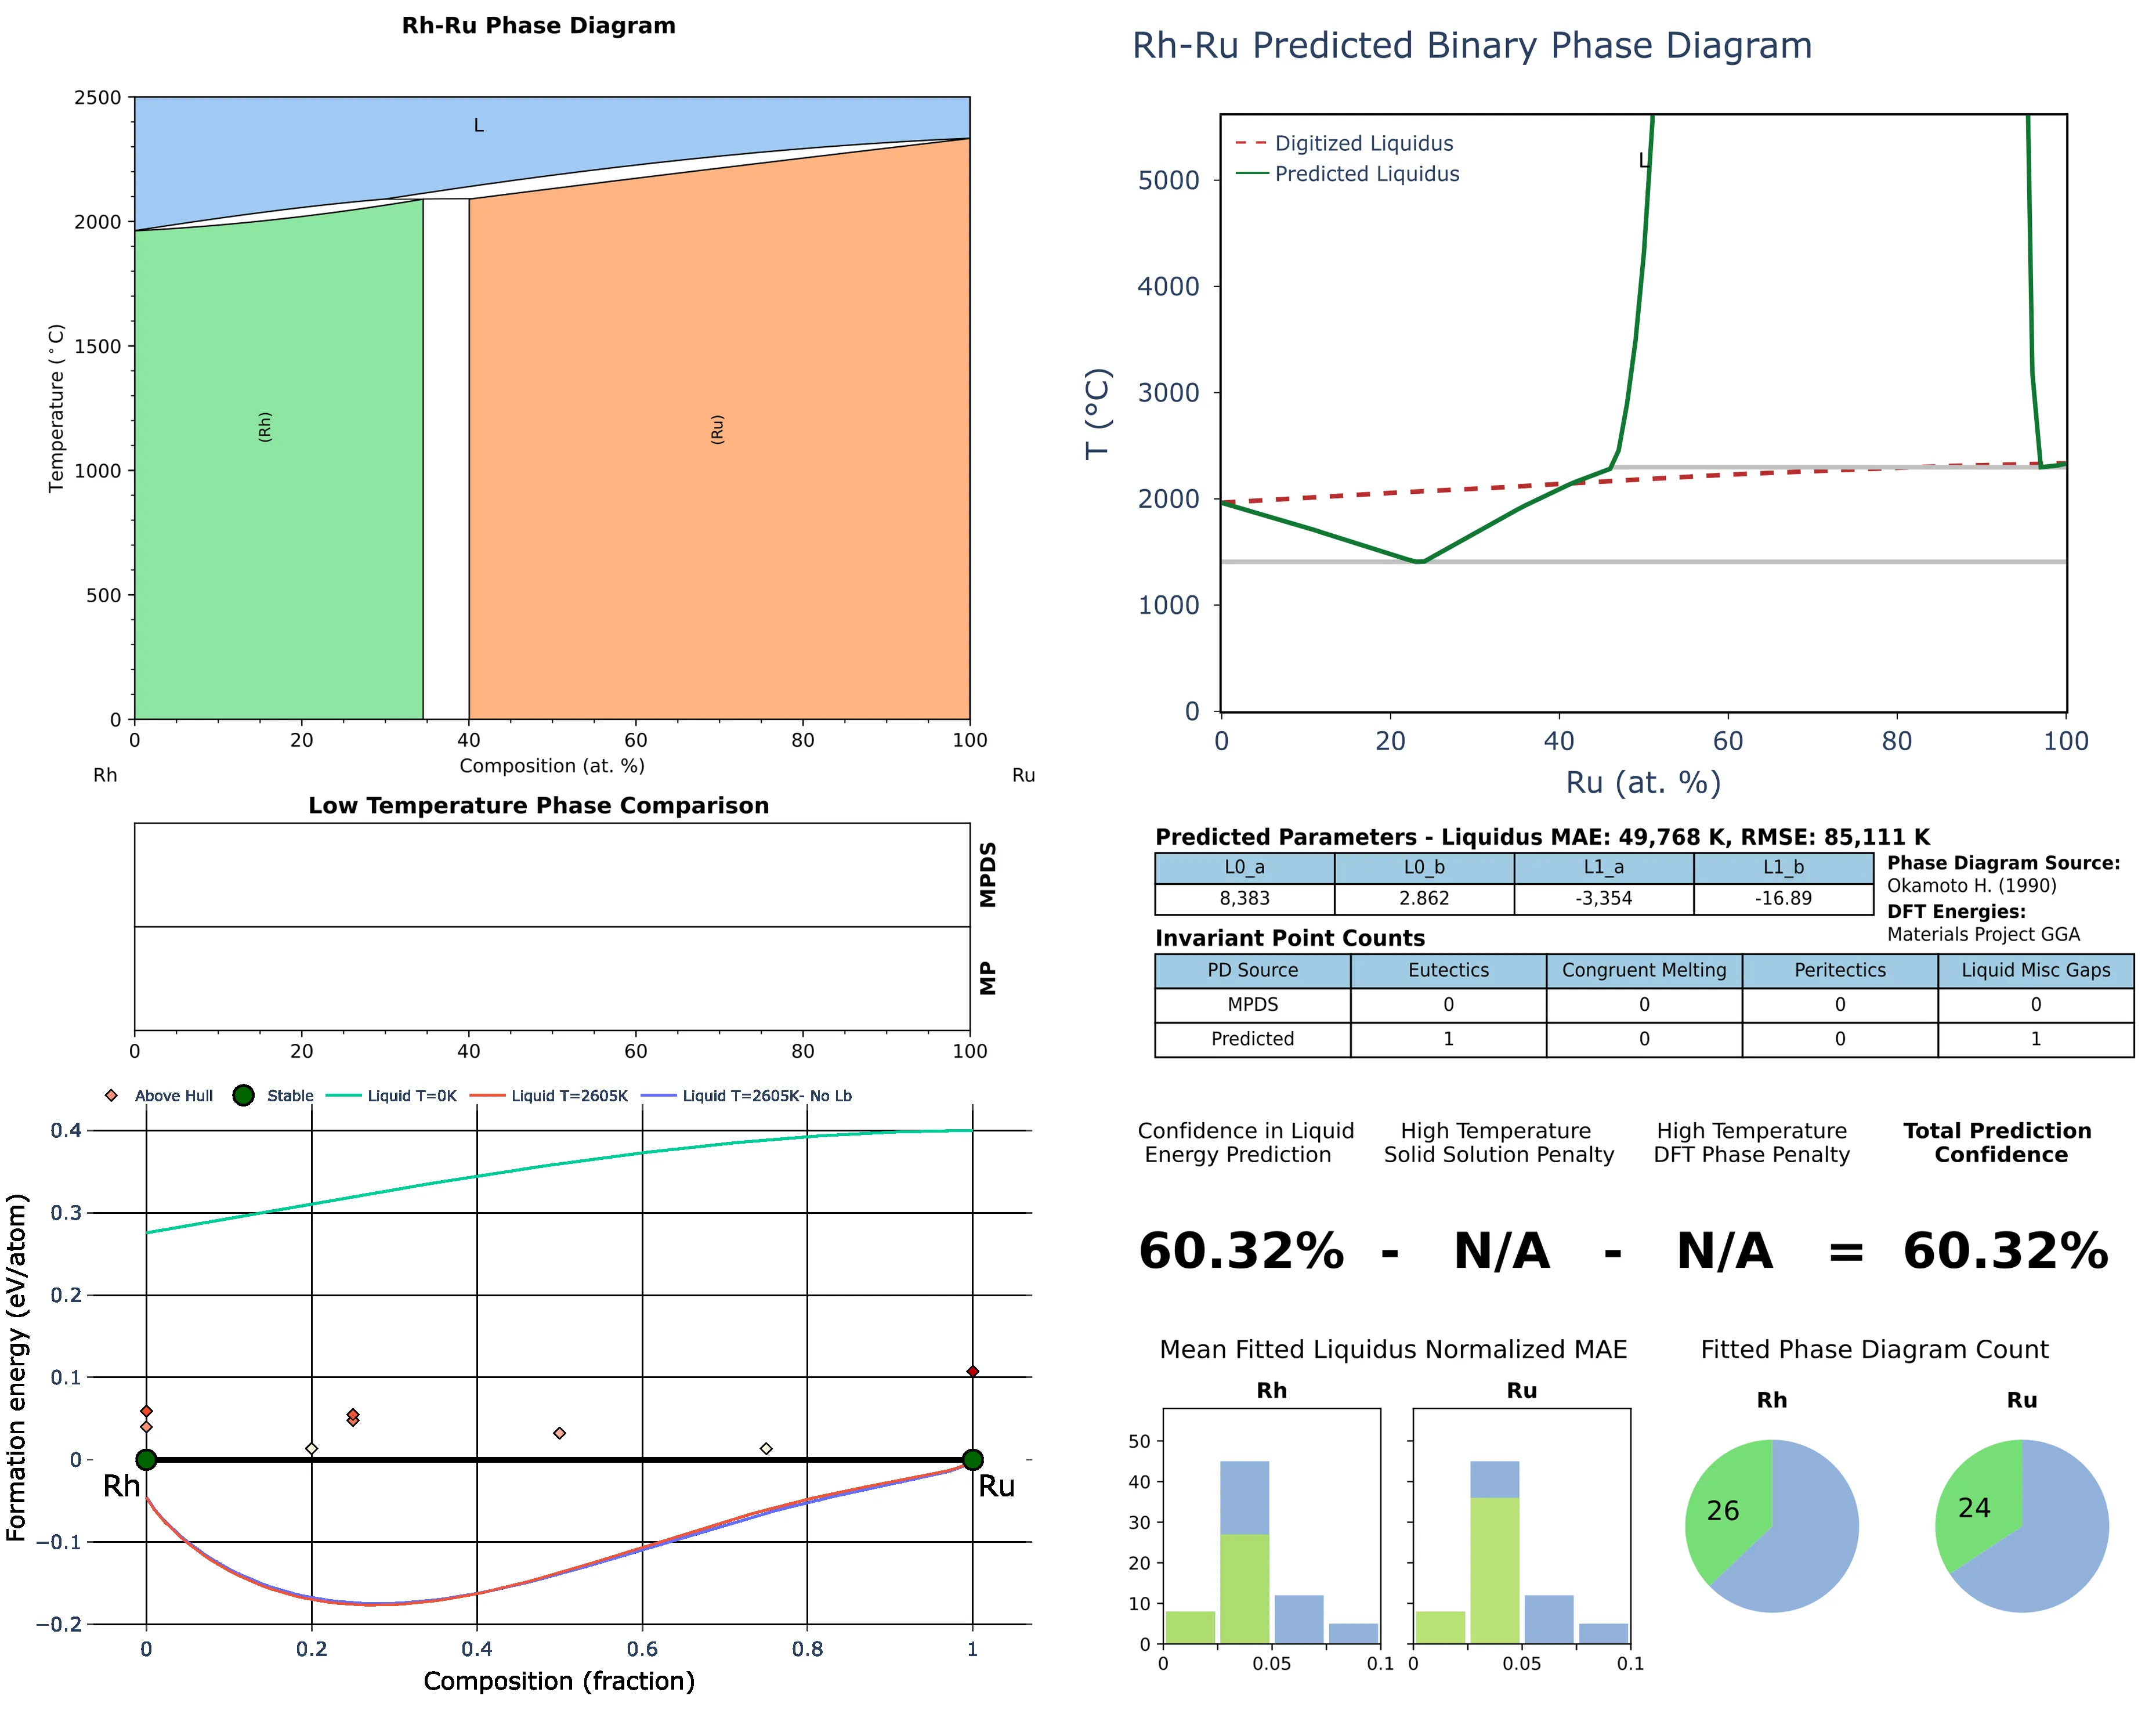 Rh-Ru Phase Diagram
2500
2000
1500
1000
500
0
Temperature (°C)
L
(Rh)
(Ru)
0 20 40 60 80 100
Composition (at. %)
Rh Ru
Rh-Ru Predicted Binary Phase Diagram
Digitized Liquidus
Predicted Liquidus
L
5000
4000
3000
2000
1000
0
T (°C)
0 20 40 60 80 100
Ru (at. %)
Low Temperature Phase Comparison
MPDS
MP
0 20 40 60 80 100
Predicted Parameters - Liquidus MAE: 49,768 K, RMSE: 85,111 K
L0_a L0_b L1_a L1_b
8,383 2.862 -3,354 -16.89
Phase Diagram Source:
Okamoto H. (1990)
DFT Energies:
Materials Project GGA
Invariant Point Counts
PD Source Eutectics Congruent Melting Peritectics Liquid Misc Gaps
MPDS 0 0 0 0
Predicted 1 0 0 1
Above Hull Stable Liquid T=0K Liquid T=2605K Liquid T=2605K- No Lb
0.4
0.3
0.2
0.1
0
−0.1
−0.2
Formation energy (eV/atom)
Rh Ru
0 0.2 0.4 0.6 0.8 1
Composition (fraction)
Confidence in Liquid
Energy Prediction
High Temperature
Solid Solution Penalty
High Temperature
DFT Phase Penalty
Total Prediction
Confidence
60.32% - N/A - N/A = 60.32%
Mean Fitted Liquidus Normalized MAE
Rh Ru
50
40
30
20
10
0
0 0.05 0.1 0 0.05 0.1
Fitted Phase Diagram Count
Rh Ru
26 24